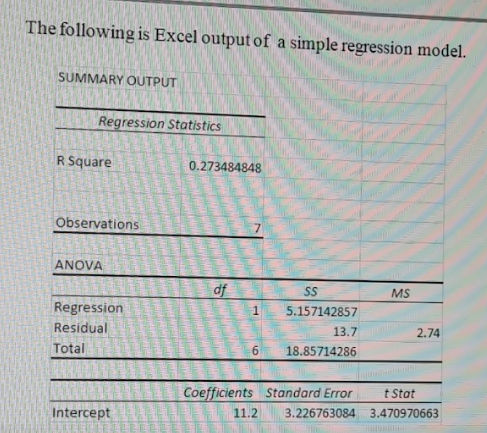 The following is Excel output of a simple regression model.
SUMMARY OUTPUT
Regression Statistics
R Square 0.273484848
Observations 7
ANOVA
df SS MS
Regression 1 5.157142857
Residual 13.7 2.74
Total 6 18.85714286
Coefficients Standard Error t Stat
Intercept 11.2 3.226763084 3.470970663